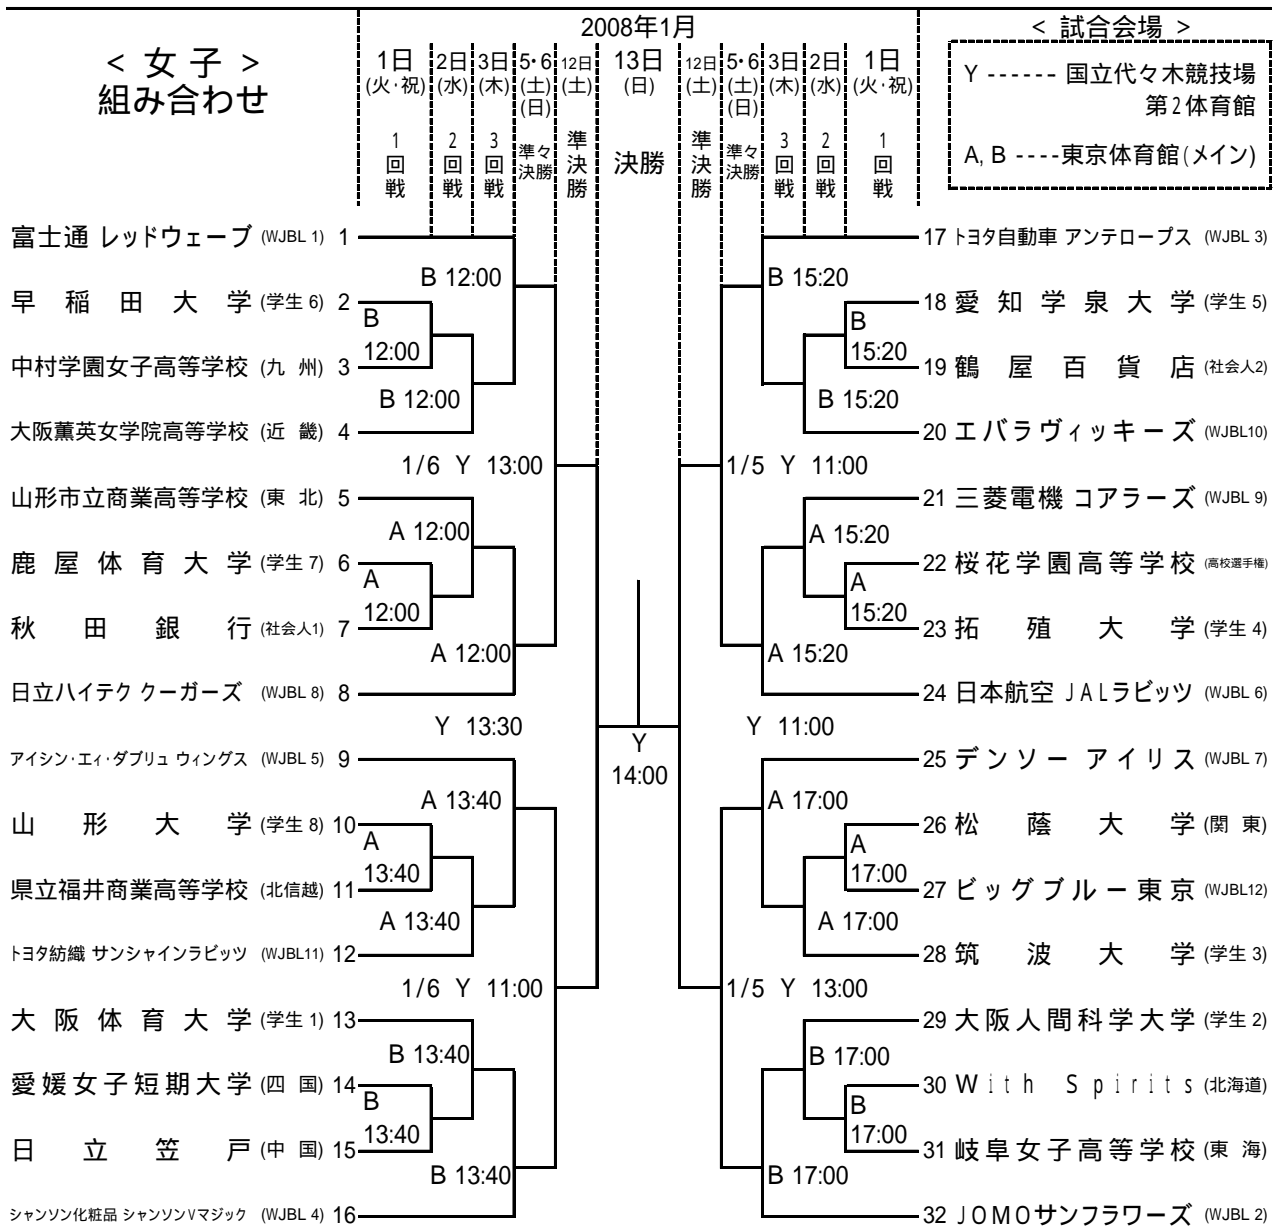 2008年1月
< 女 子 >
組み合わせ
1日 2日 3日 5・6 12日 13日 12日 5・6 3日 2日 1日
(火・祝) (水) (木) (土) (土) (日) (土) (土) (木) (水) (火・祝)
(日) (日)
1回戦 2回戦 3回戦 準々決勝 準決勝 決勝 準決勝 準々決勝 3回戦 2回戦 1回戦
< 試合会場 >
Y ------ 国立代々木競技場
第2体育館
A, B ----東京体育館(メイン)
富士通 レッドウェーブ (WJBL 1) 1
B 12:00
早稲田大学 (学生 6) 2
B
12:00
中村学園女子高等学校 (九 州) 3
B 12:00
大阪薫英女学院高等学校 (近 畿) 4
1/6 Y 13:00
山形市立商業高等学校 (東 北) 5
A 12:00
鹿屋体育大学 (学生 7) 6
A
12:00
秋田銀行 (社会人1) 7
A 12:00
日立ハイテク クーガーズ (WJBL 8) 8
Y 13:30
アイシン・エィ・ダブリュ ウィングス (WJBL 5) 9
A 13:40
山形大学 (学生 8) 10
A
13:40
県立福井商業高等学校 (北信越) 11
A 13:40
トヨタ紡織 サンシャインラビッツ (WJBL11) 12
1/6 Y 11:00
大阪体育大学 (学生 1) 13
B 13:40
愛媛女子短期大学 (四 国) 14
B
13:40
日立笠戸 (中 国) 15
B 13:40
シャンソン化粧品 シャンソンVマジック (WJBL 4) 16
Y
14:00
17 トヨタ自動車 アンテロープス (WJBL 3)
B 15:20
18 愛知学泉大学 (学生 5)
B
15:20
19 鶴屋百貨店 (社会人2)
B 15:20
20 エバラヴィッキーズ (WJBL10)
1/5 Y 11:00
21 三菱電機 コアラーズ (WJBL 9)
A 15:20
22 桜花学園高等学校 (高校選手権)
A
15:20
23 拓殖大学 (学生 4)
A 15:20
24 日本航空 JALラビッツ (WJBL 6)
Y 11:00
25 デンソー アイリス (WJBL 7)
A 17:00
26 松蔭大学 (関 東)
A
17:00
27 ビッグブルー東京 (WJBL12)
A 17:00
28 筑波大学 (学生 3)
1/5 Y 13:00
29 大阪人間科学大学 (学生 2)
B 17:00
30 With Spirits (北海道)
B
17:00
31 岐阜女子高等学校 (東 海)
B 17:00
32 JOMOサンフラワーズ (WJBL 2)